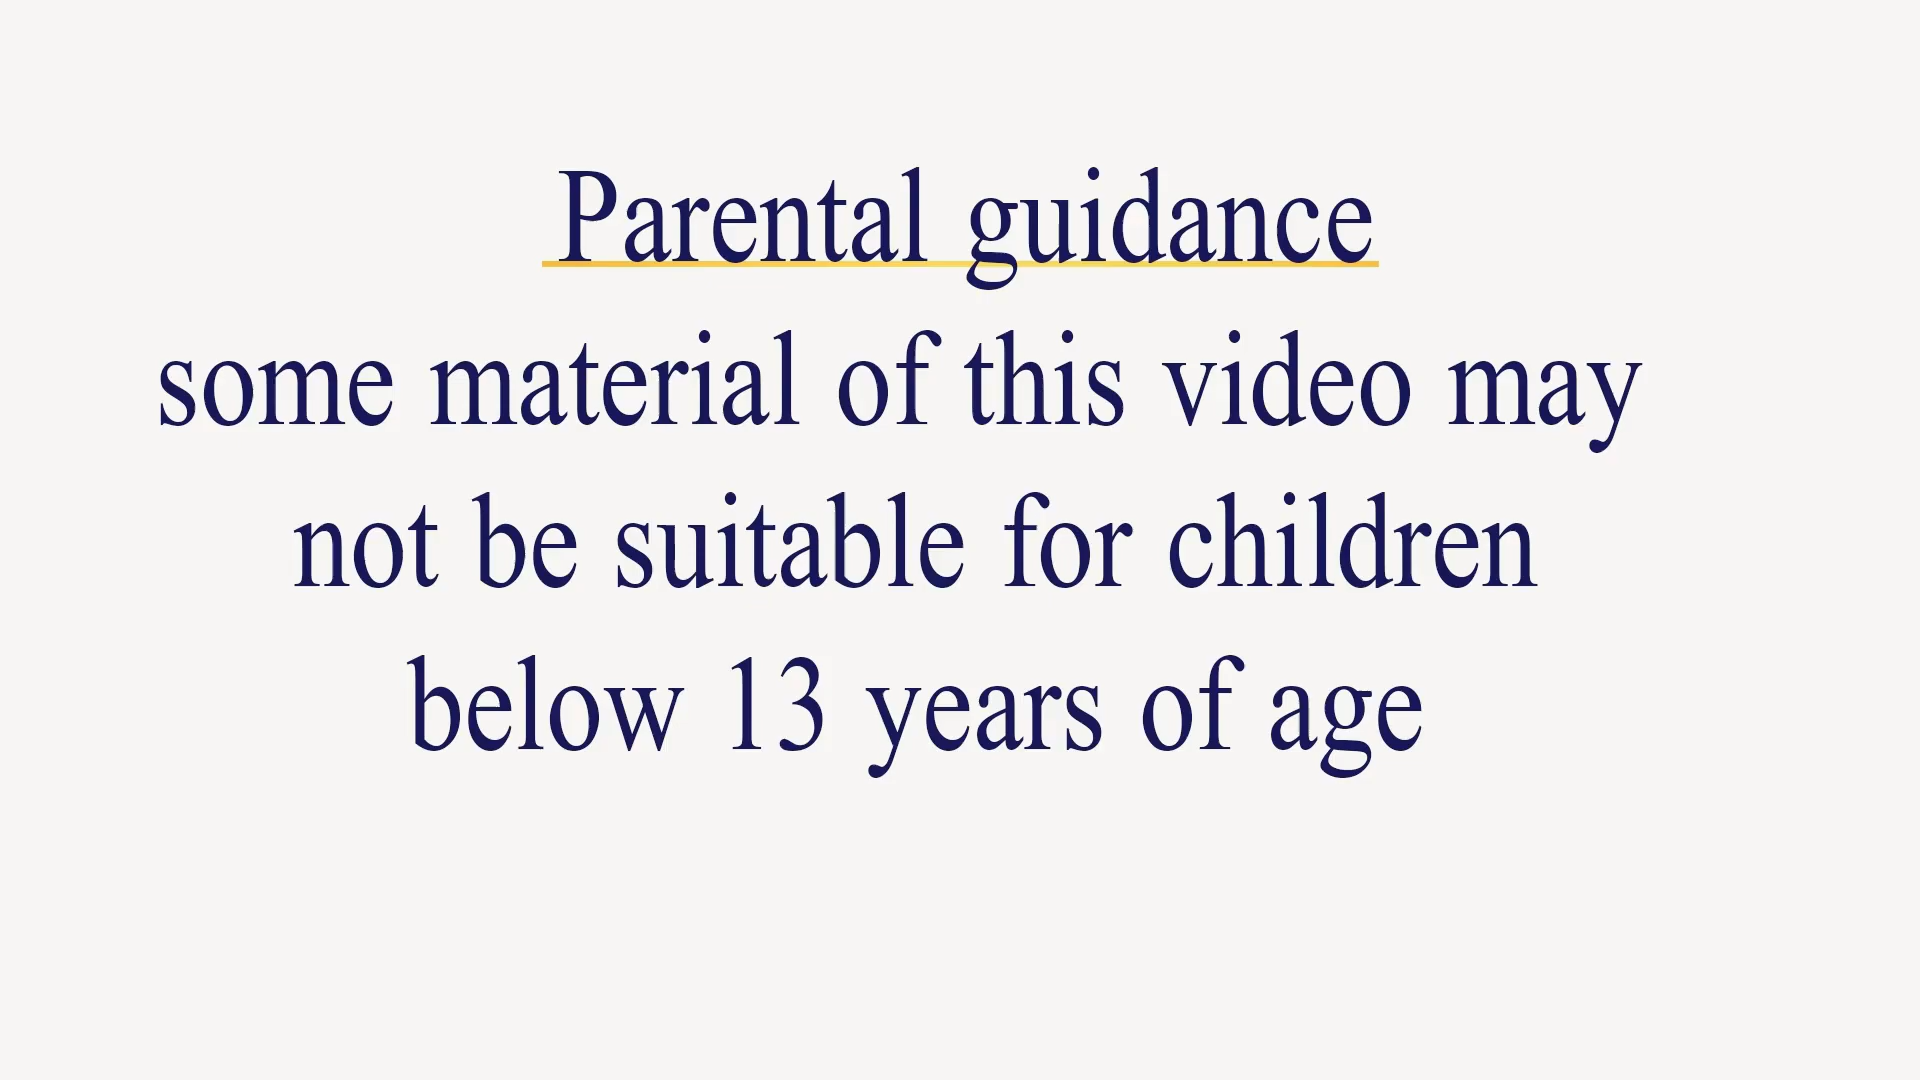 Parental guidance
some material of this video may
not be suitable for children
below 13 years of age